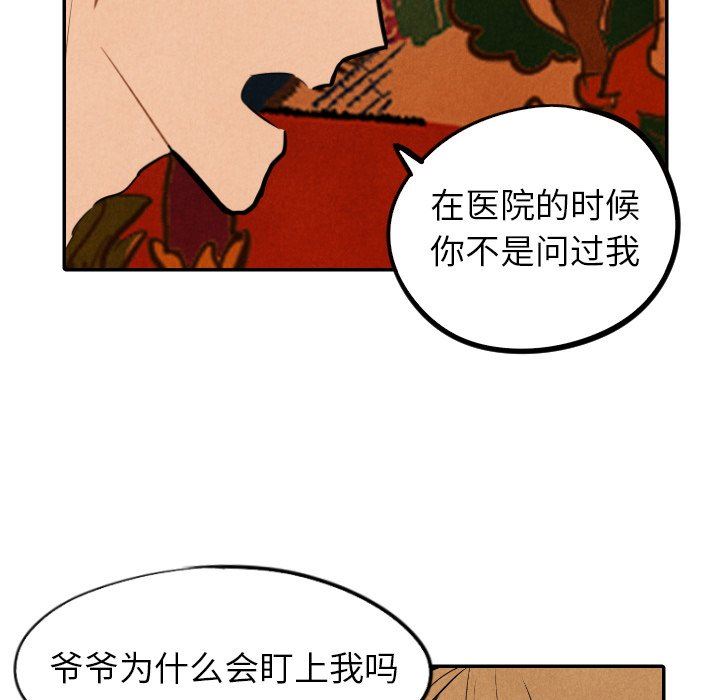 在医院的时候
你不是问过我
爷爷为什么会盯上我吗